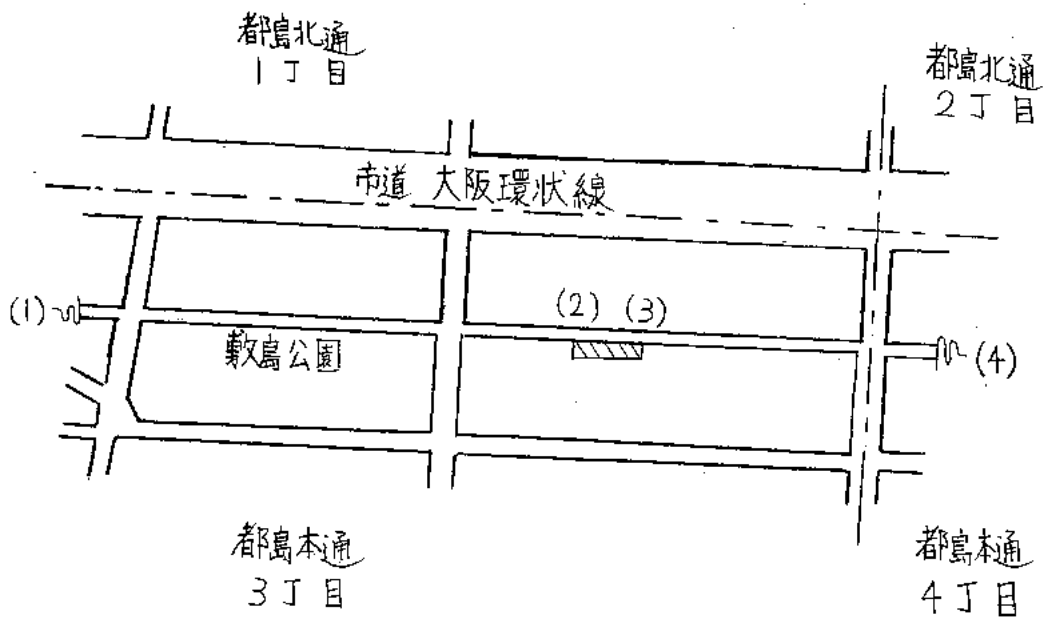 都島北通
1丁目
都島北通
2丁目
市道 大阪環状線
(1)
(2) (3)
敷島公園
(4)
都島本通
3丁目
都島本通
4丁目